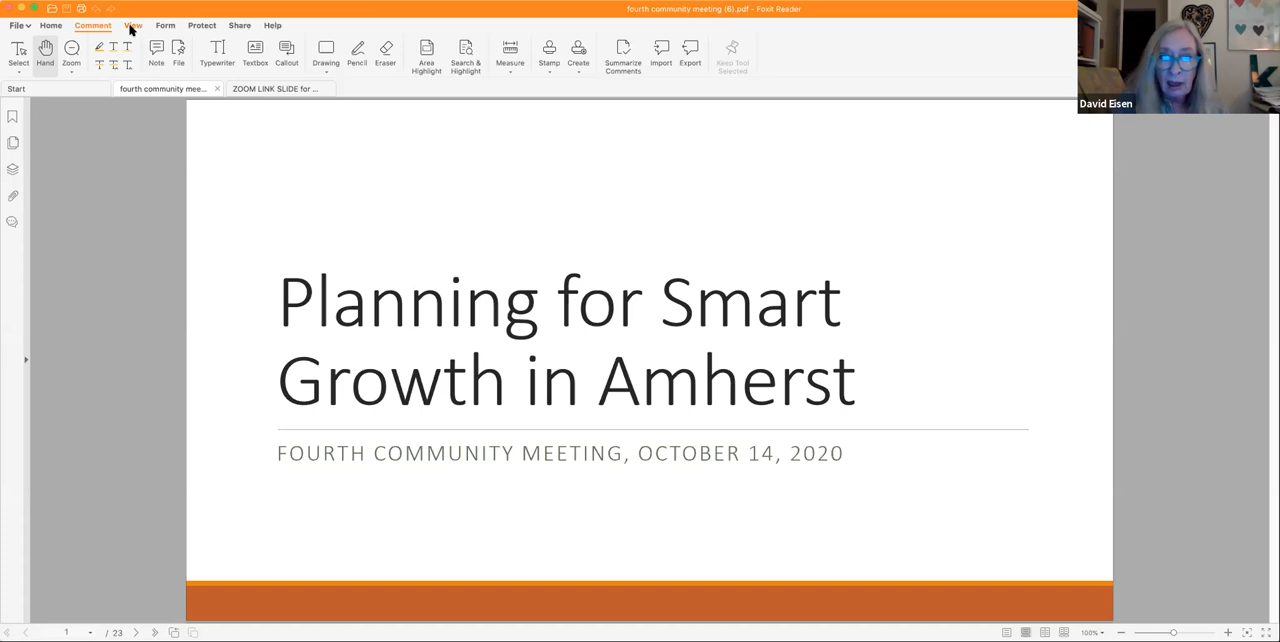 fourth community meeting (6).pdf - Foxit Reader
File Home Comment View Form Protect Share Help
Select Hand Zoom Note File Typewriter Textbox Callout Drawing Pencil Eraser Area Highlight Search & Highlight Measure Stamp Create Summarize Comments Import Export Keep Tool Selected
Start fourth community mee... ZOOM LINK SLIDE for ...
David Eisen
Planning for Smart
Growth in Amherst
FOURTH COMMUNITY MEETING, OCTOBER 14, 2020
1 / 23 100%